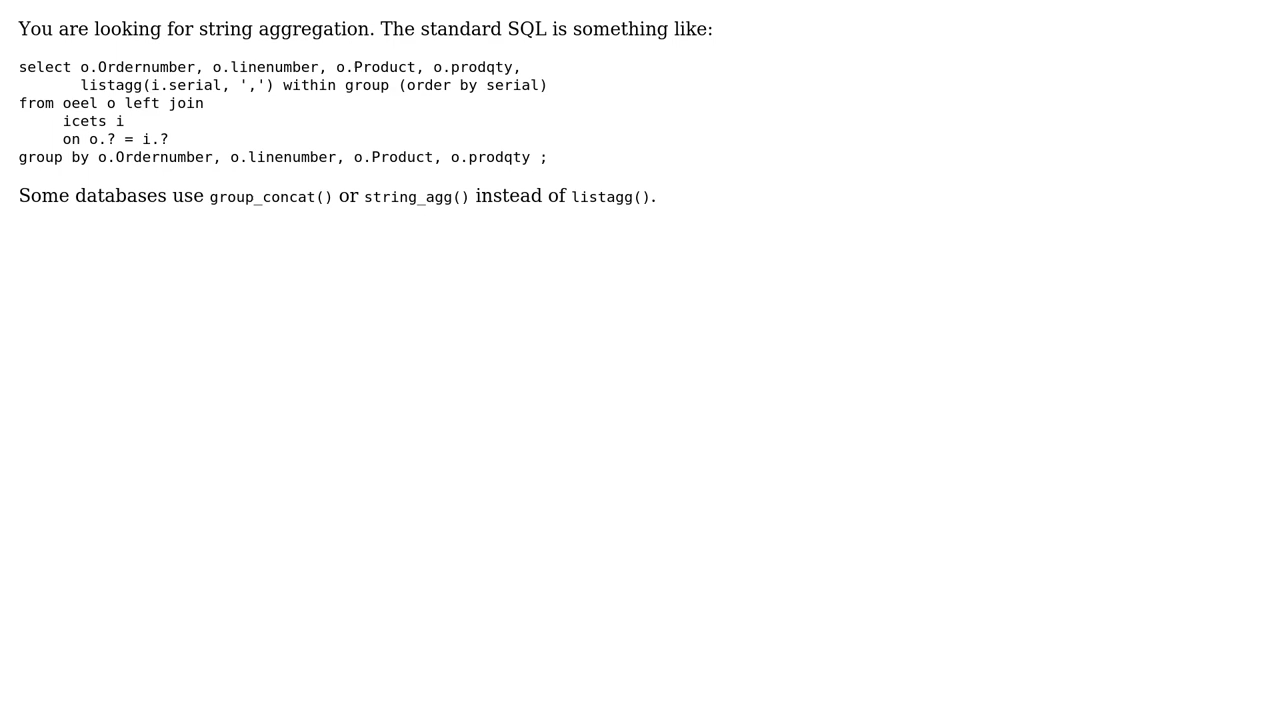 You are looking for string aggregation. The standard SQL is something like:
select o.Ordernumber, o.linenumber, o.Product, o.prodqty,
       listagg(i.serial, ',') within group (order by serial)
from oeel o left join
     icets i
     on o.? = i.?
group by o.Ordernumber, o.linenumber, o.Product, o.prodqty ;
Some databases use group_concat() or string_agg() instead of listagg().